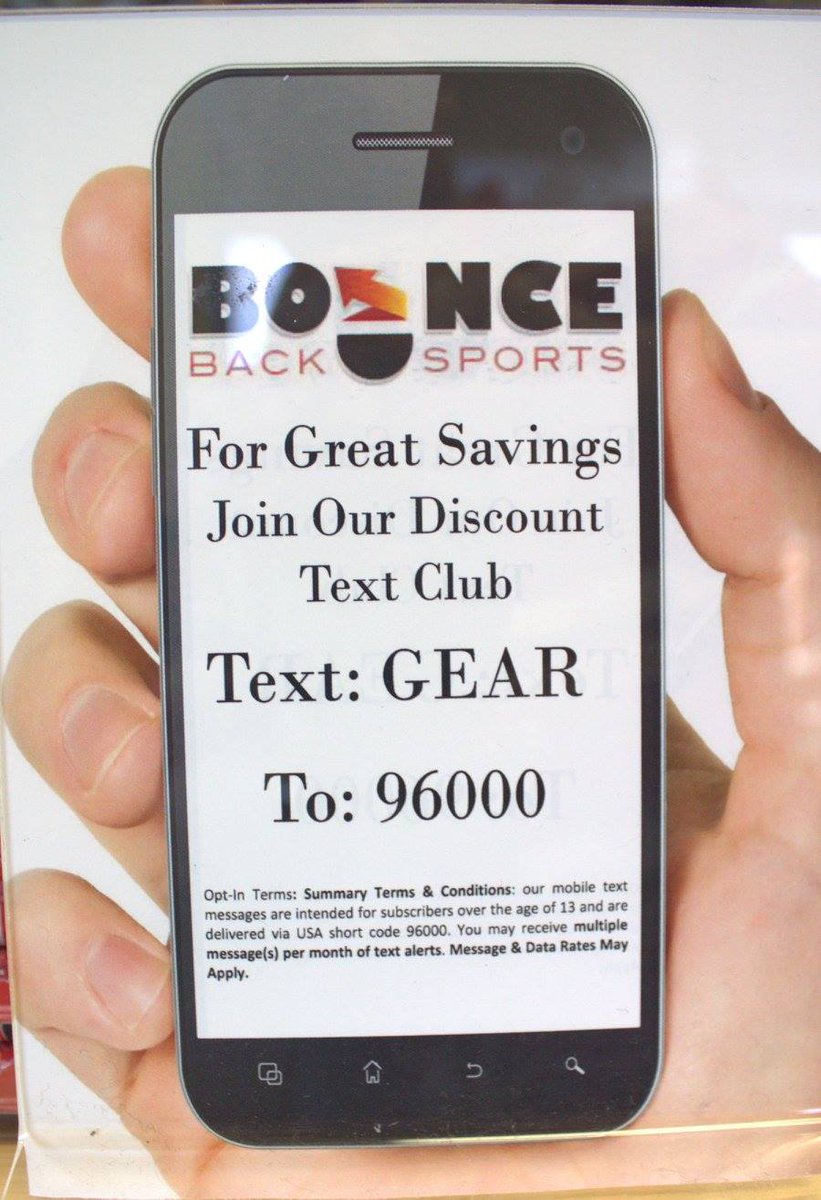 BOUNCE
BACK SPORTS
For Great Savings
Join Our Discount
Text Club
Text: GEAR
To: 96000
Opt-In Terms: Summary Terms & Conditions: our mobile text
messages are intended for subscribers over the age of 13 and are
delivered via USA short code 96000. You may receive multiple
message(s) per month of text alerts. Message & Data Rates May
Apply.